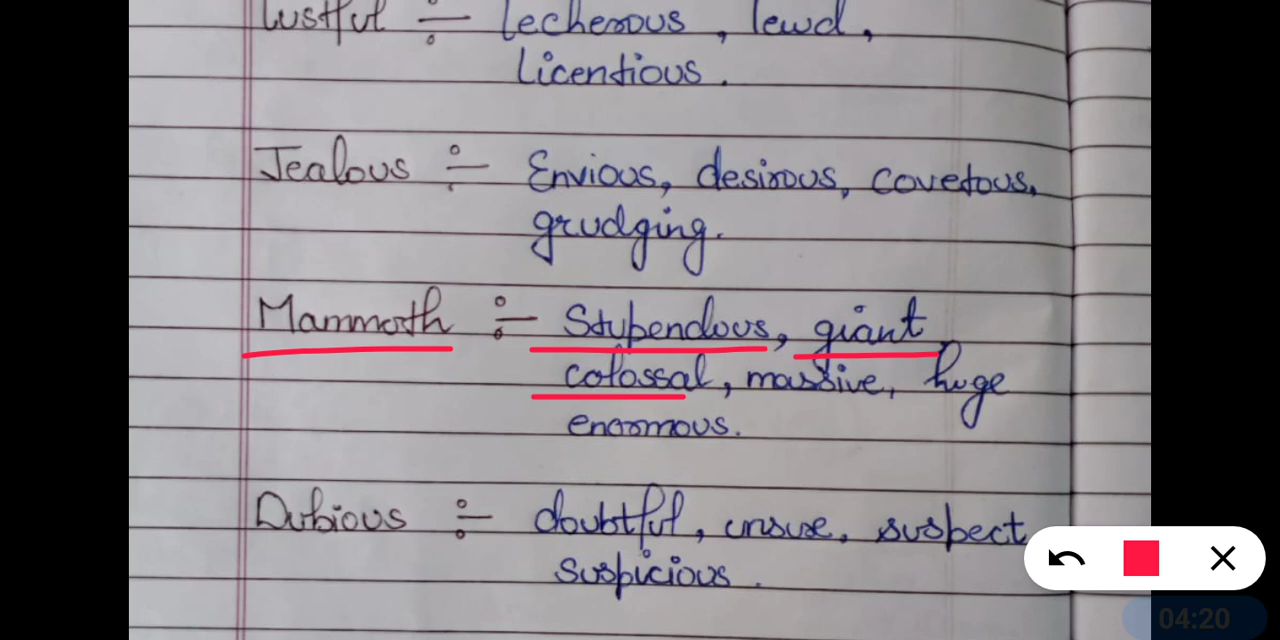 Lustful ÷ lecherous, lewd,
Licentious.
Jealous ÷ Envious, desirous, covetous,
grudging.
Mammoth ÷ Stupendous, giant,
colossal, massive, huge
enormous.
Dubious ÷ doubtful, unsure, suspect
suspicious.
04:20